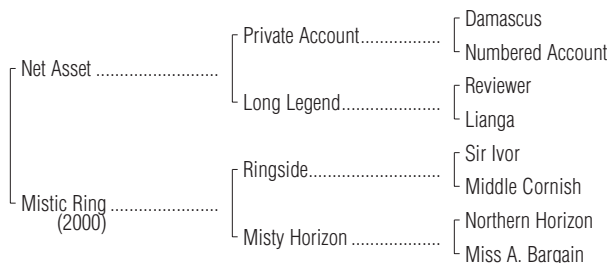 Damascus
Private Account..................
Numbered Account
Net Asset ..........................
Reviewer
Long Legend.....................
Lianga
Sir Ivor
Ringside............................
Middle Cornish
Mistic Ring .......................
(2000)
Northern Horizon
Misty Horizon ...................
Miss A. Bargain